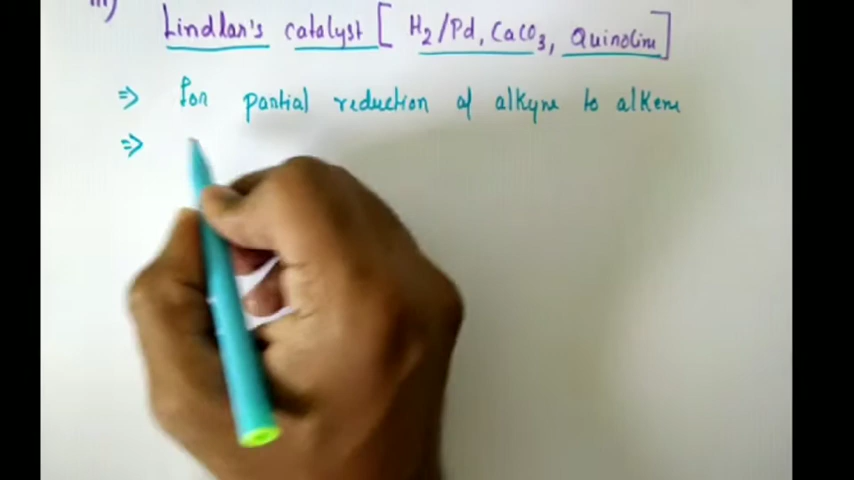 iii) Lindlar's catalyst [ H₂/Pd, CaCO₃, Quinoline]
⇒ for partial reduction of alkyne to alkene
⇒